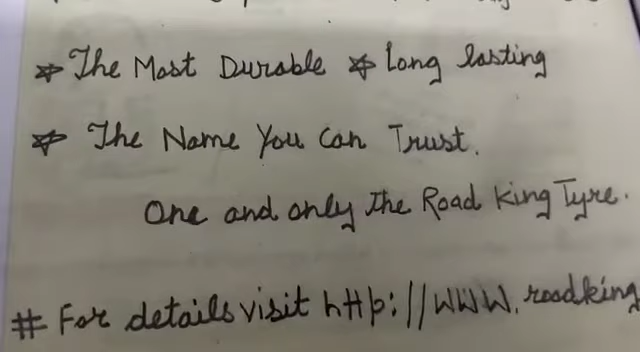 ☆ The Most Durable ☆ Long lasting
☆ The Name You Can Trust.
One and only the Road King Tyre.
# For details visit http://www.roadking